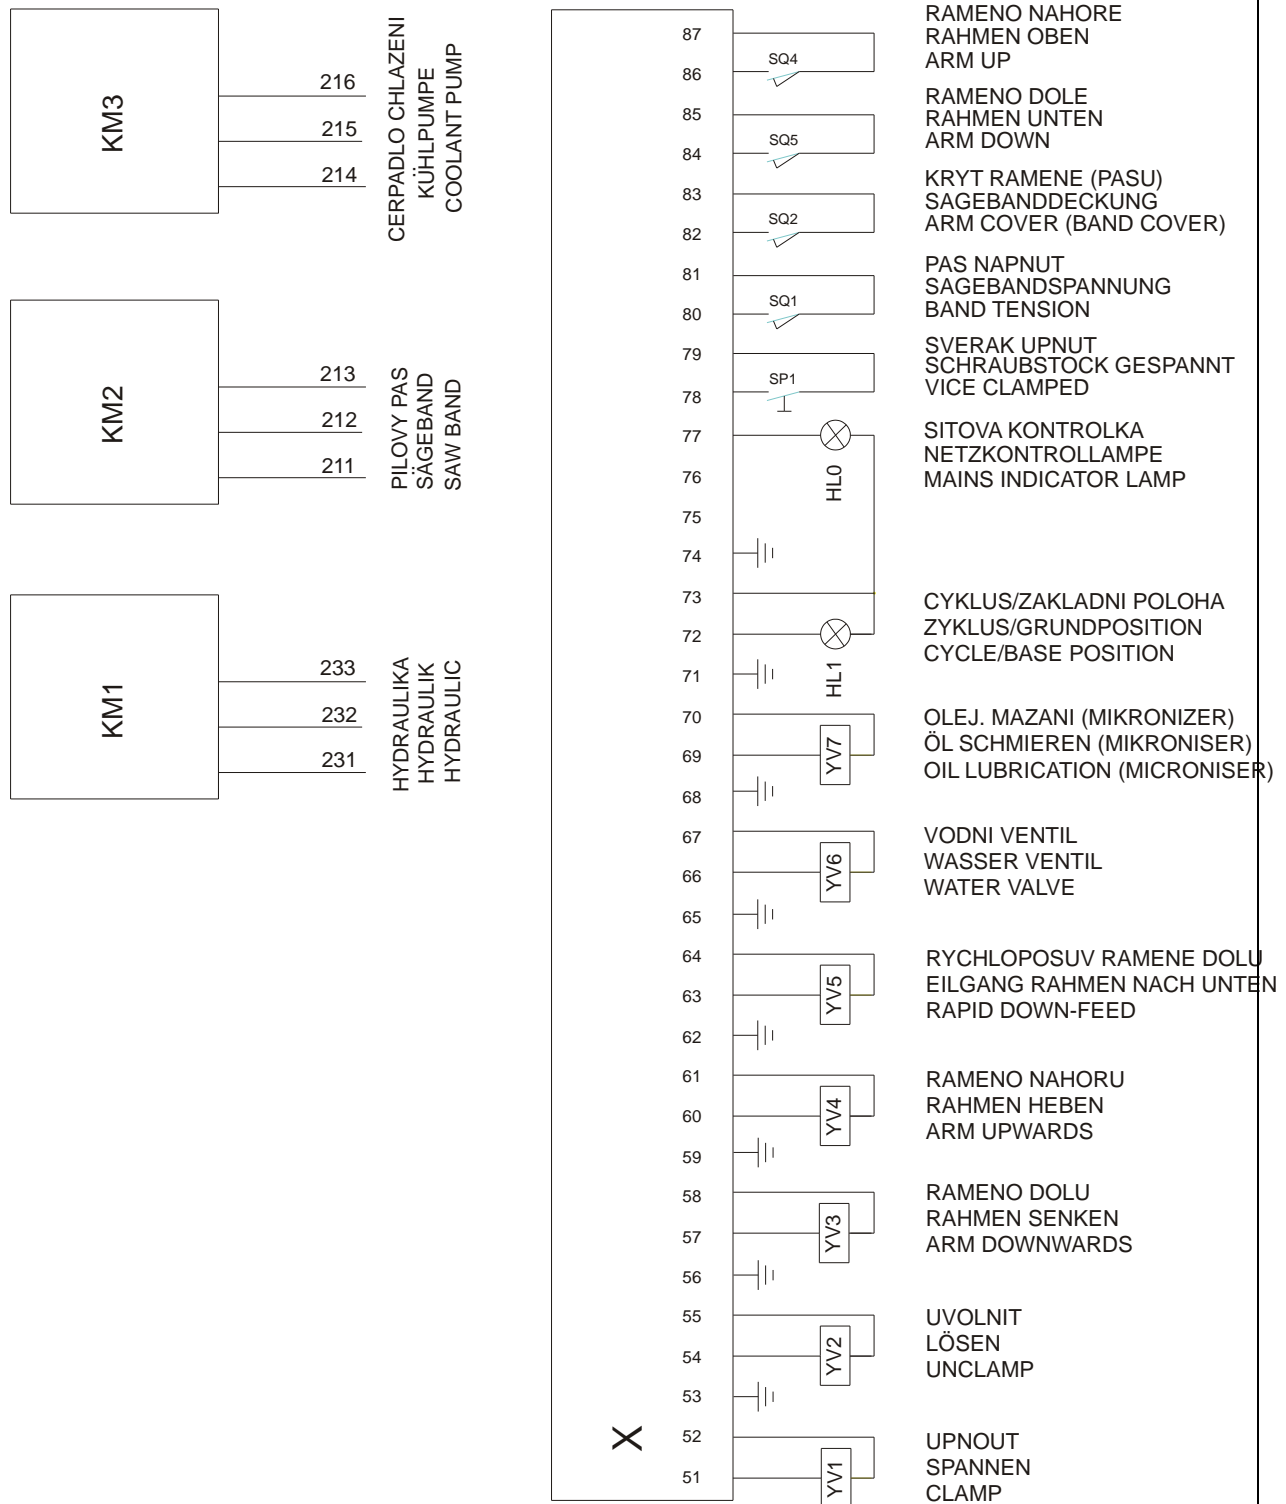 KM3
216
215
214
CERPADLO CHLAZENI
KÜHLPUMPE
COOLANT PUMP
KM2
213
212
211
PILOVY PAS
SÄGEBAND
SAW BAND
KM1
233
232
231
HYDRAULIKA
HYDRAULIK
HYDRAULIC
X
87
86
85
84
83
82
81
80
79
78
77
76
75
74
73
72
71
70
69
68
67
66
65
64
63
62
61
60
59
58
57
56
55
54
53
52
51
SQ4
RAMENO NAHORE
RAHMEN OBEN
ARM UP
SQ5
RAMENO DOLE
RAHMEN UNTEN
ARM DOWN
SQ2
KRYT RAMENE (PASU)
SAGEBANDDECKUNG
ARM COVER (BAND COVER)
SQ1
PAS NAPNUT
SAGEBANDSPANNUNG
BAND TENSION
SP1
SVERAK UPNUT
SCHRAUBSTOCK GESPANNT
VICE CLAMPED
HL0
SITOVA KONTROLKA
NETZKONTROLLAMPE
MAINS INDICATOR LAMP
HL1
CYKLUS/ZAKLADNI POLOHA
ZYKLUS/GRUNDPOSITION
CYCLE/BASE POSITION
YV7
OLEJ. MAZANI (MIKRONIZER)
ÖL SCHMIEREN (MIKRONISER)
OIL LUBRICATION (MICRONISER)
YV6
VODNI VENTIL
WASSER VENTIL
WATER VALVE
YV5
RYCHLOPOSUV RAMENE DOLU
EILGANG RAHMEN NACH UNTEN
RAPID DOWN-FEED
YV4
RAMENO NAHORU
RAHMEN HEBEN
ARM UPWARDS
YV3
RAMENO DOLU
RAHMEN SENKEN
ARM DOWNWARDS
YV2
UVOLNIT
LÖSEN
UNCLAMP
YV1
UPNOUT
SPANNEN
CLAMP